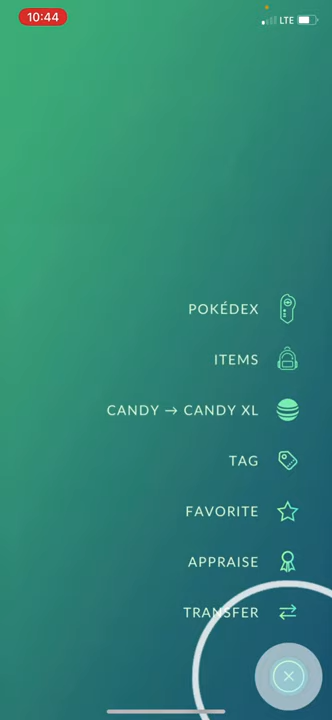 10:44
LTE
POKÉDEX
ITEMS
CANDY → CANDY XL
TAG
FAVORITE
APPRAISE
TRANSFER